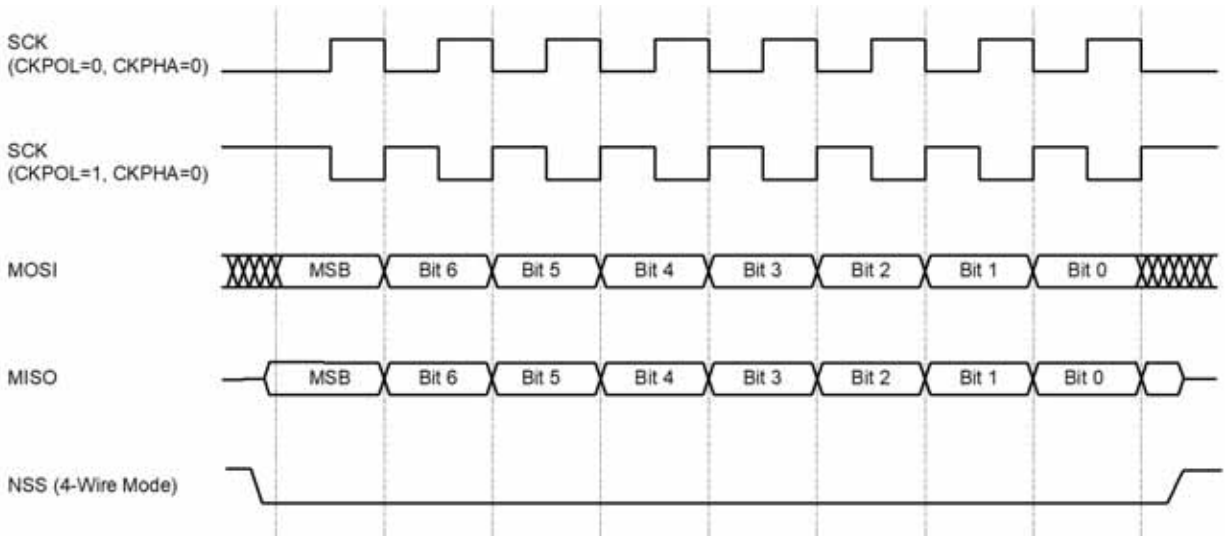 SCK
(CKPOL=0, CKPHA=0)
SCK
(CKPOL=1, CKPHA=0)
MOSI
MSB Bit 6 Bit 5 Bit 4 Bit 3 Bit 2 Bit 1 Bit 0
MISO
MSB Bit 6 Bit 5 Bit 4 Bit 3 Bit 2 Bit 1 Bit 0
NSS (4-Wire Mode)